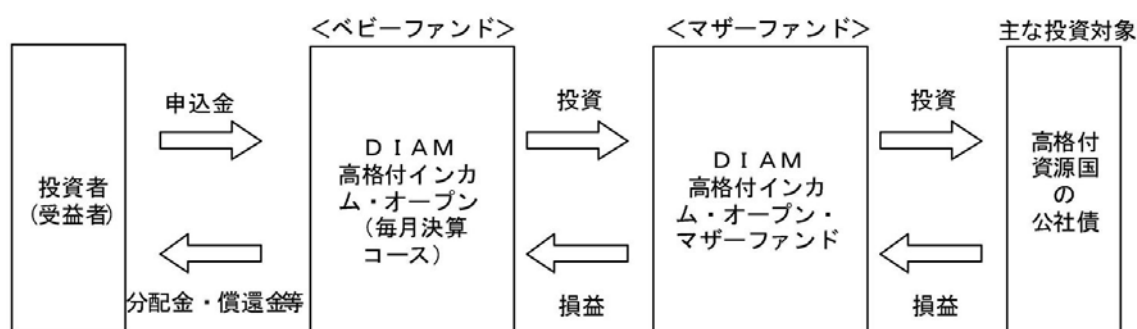 <ベビーファンド>
<マザーファンド>
主な投資対象
申込金
投資
投資
投資者
(受益者)
DIAM
高格付インカ
ム・オープン
(毎月決算
コース)
DIAM
高格付インカ
ム・オープン・
マザーファンド
高格付
資源国
の
公社債
分配金・償還金等
損益
損益